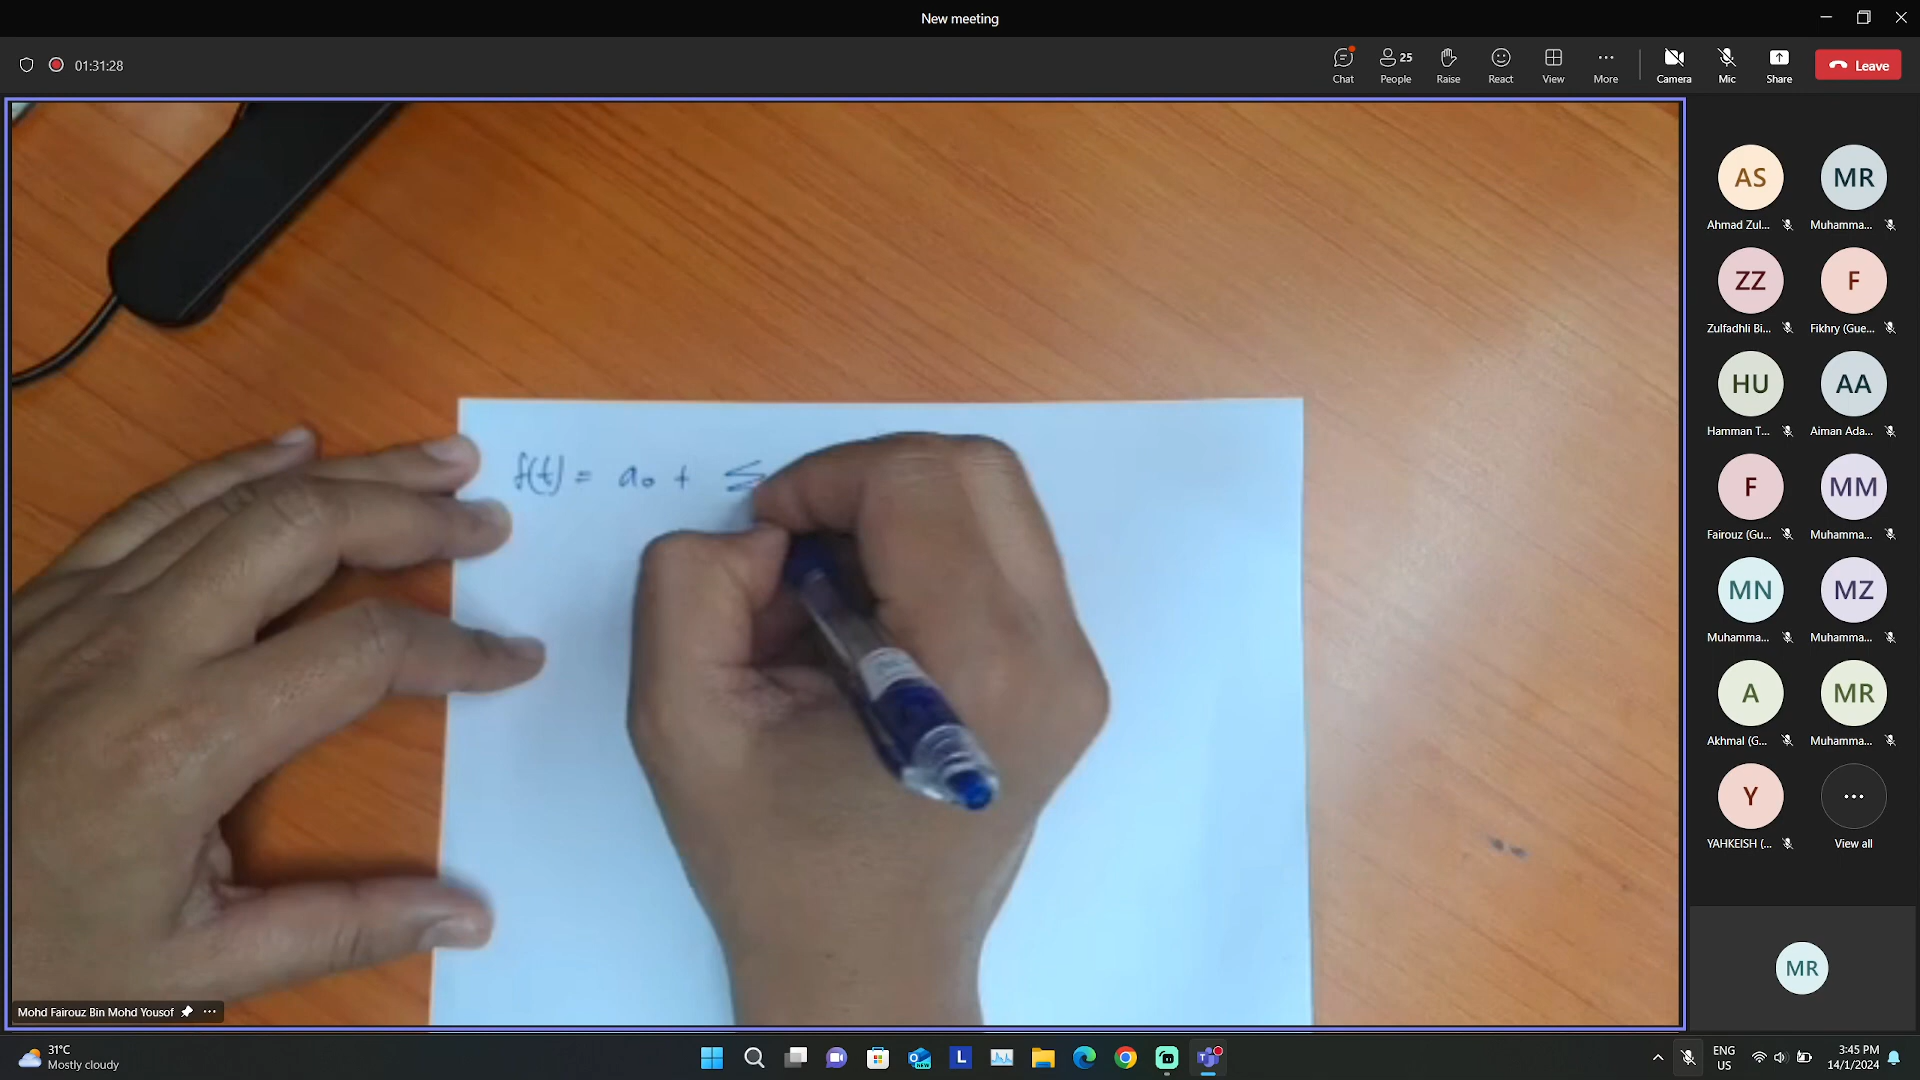 New meeting
01:31:28
Chat
25
People
Raise
React
View
More
Camera
Mic
Share
Leave
AS
MR
Ahmad Zul...
Muhamma...
ZZ
F
Zulfadhli Bi...
Fikhry (Gue...
HU
AA
Hamman T...
Aiman Ada...
F
MM
Fairouz (Gu...
Muhamma...
MN
MZ
Muhamma...
Muhamma...
A
MR
Akhmal (G...
Muhamma...
Y
YAHKEISH (...
View all
MR
f(t) = a₀ + Σ
Mohd Fairouz Bin Mohd Yousof
31°C
Mostly cloudy
NEW
L
ENG
US
3:45 PM
14/1/2024